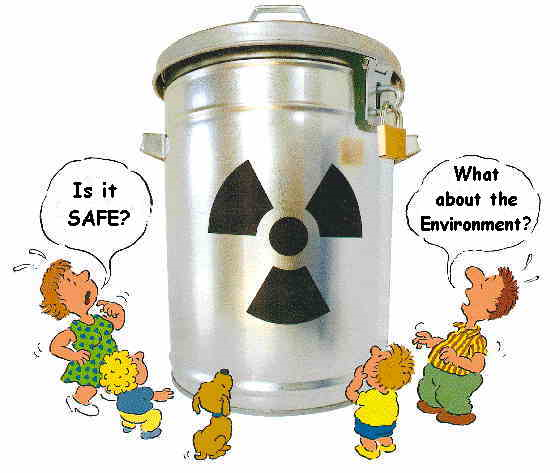 Is it
SAFE?
What
about the
Environment?